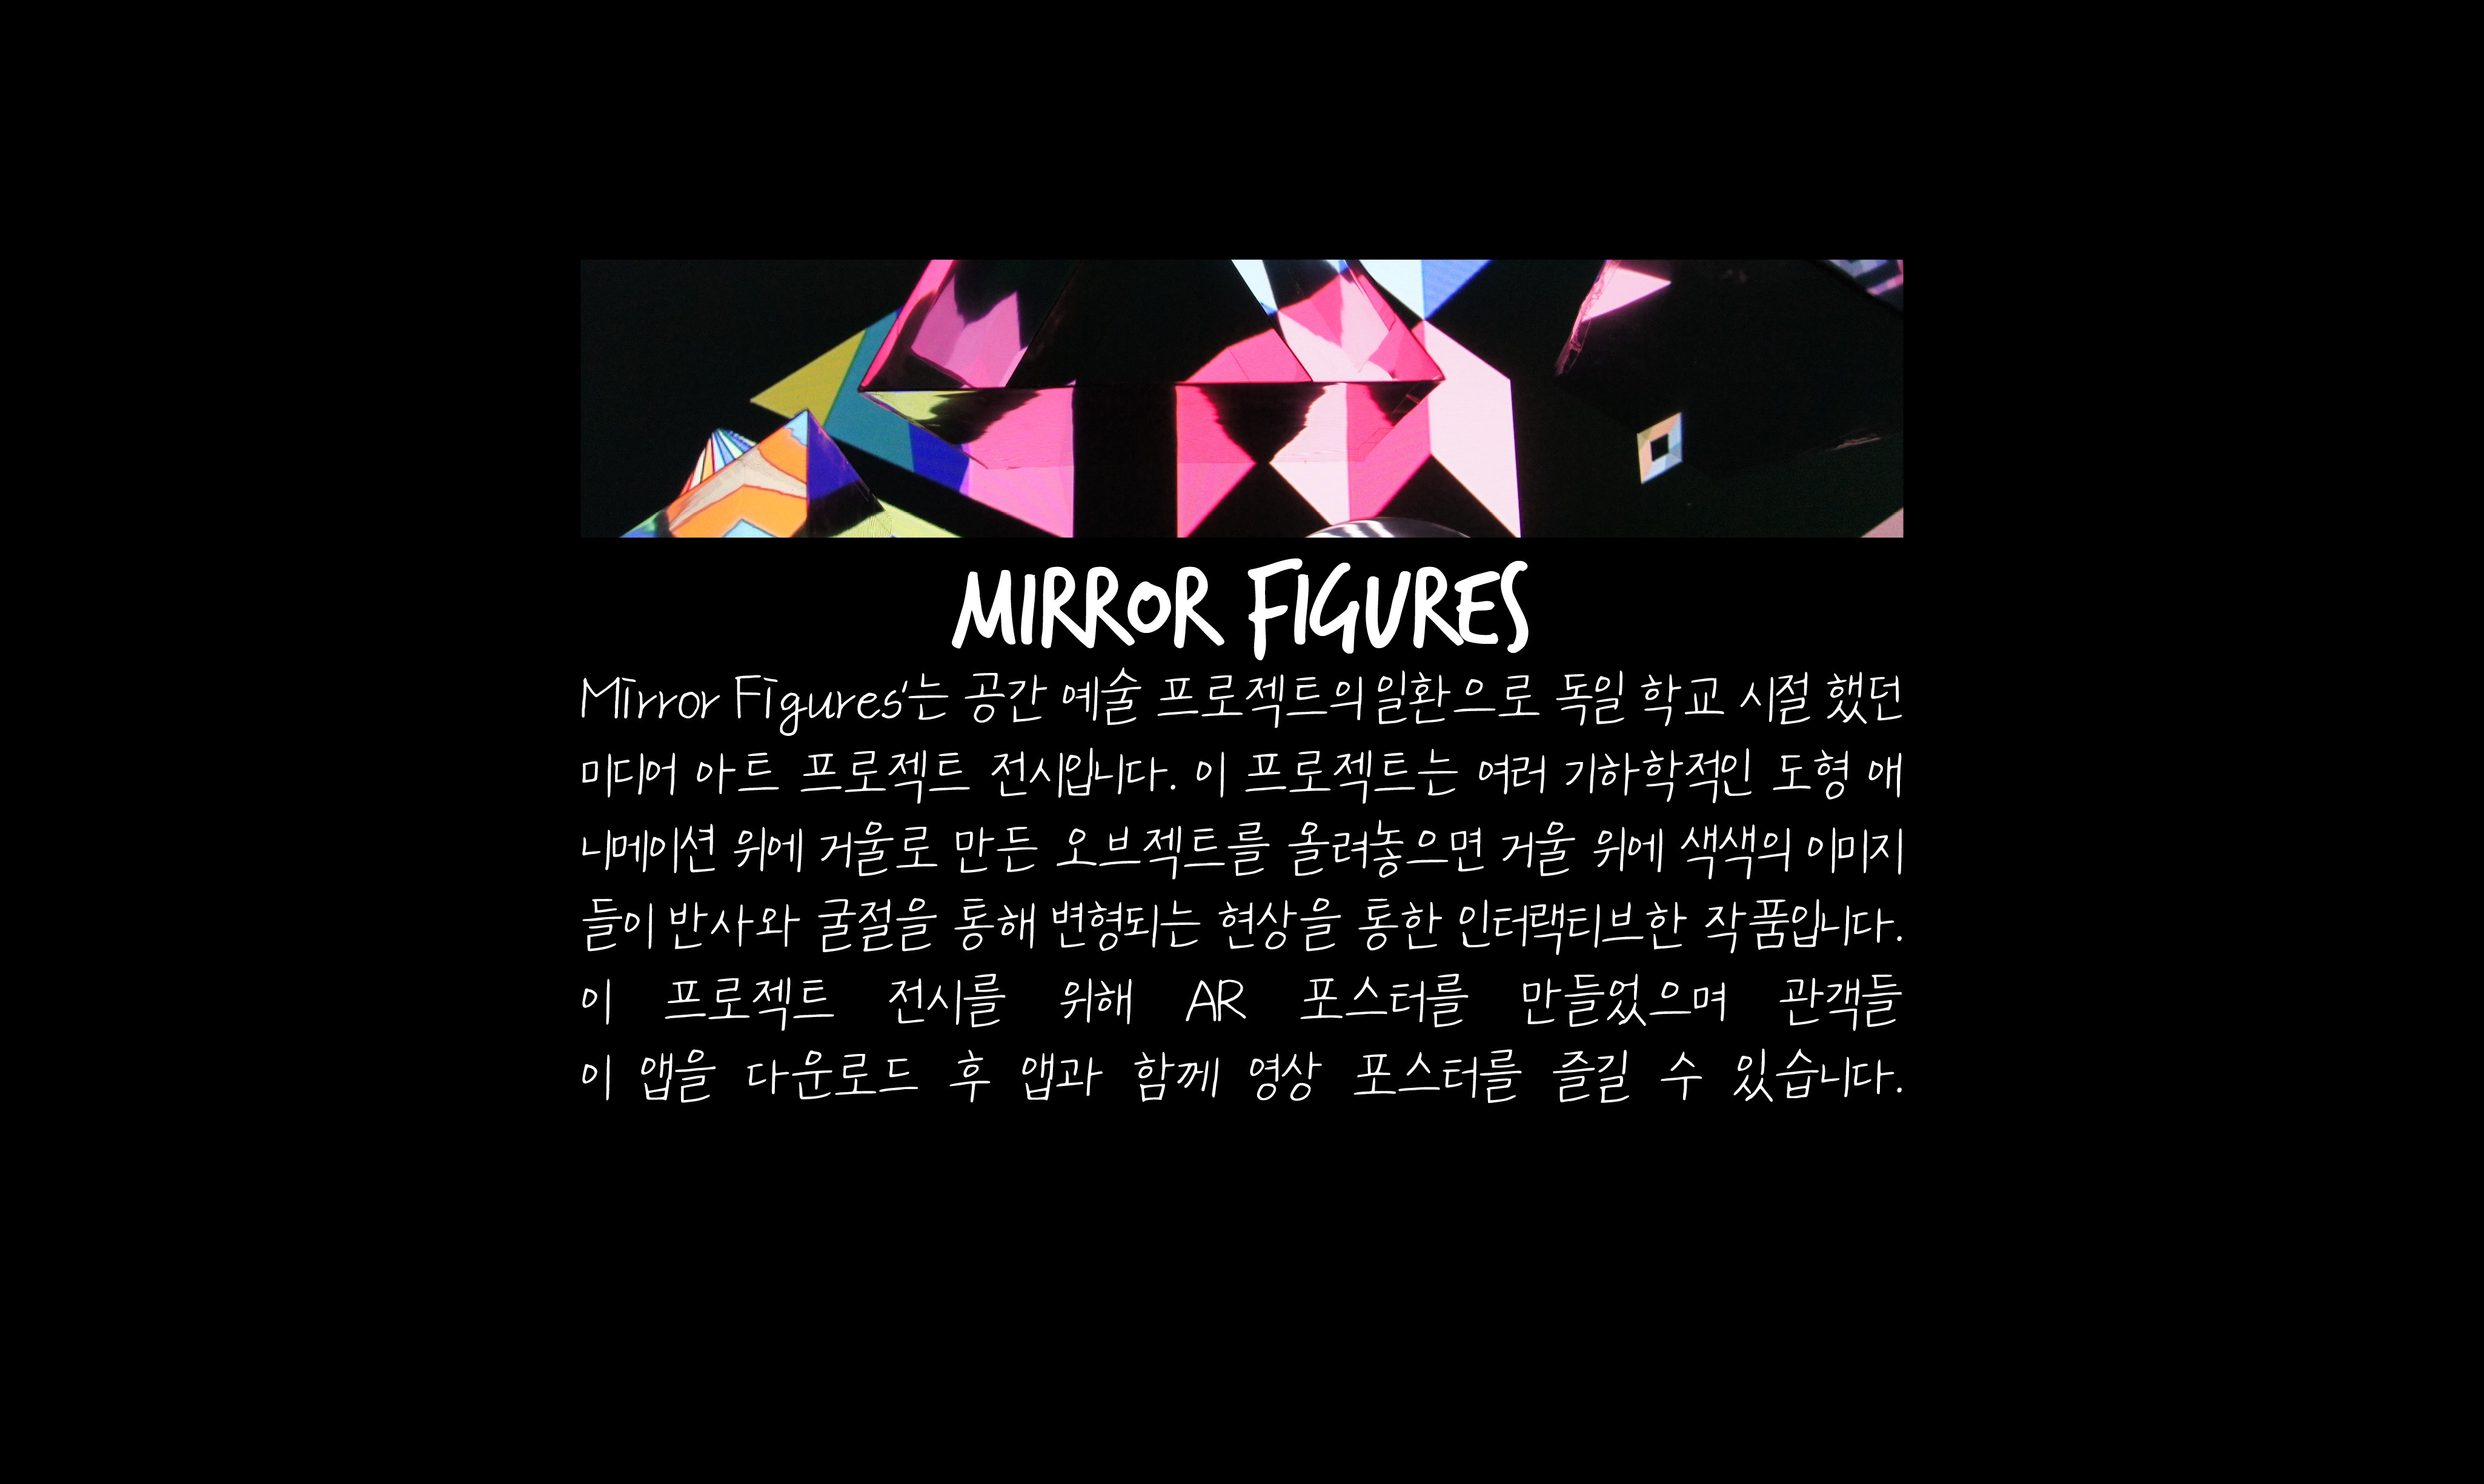 MIRROR FIGURES
Mirror Figures'는 공간 예술 프로젝트의일환으로 독일 학교 시절 했던
미디어 아트 프로젝트 전시입니다. 이 프로젝트는 여러 기하학적인 도형 애
니메이션 위에 거울로 만든 오브젝트를 올려놓으면 거울 위에 색색의 이미지
들이 반사와 굴절을 통해 변형되는 현상을 통한 인터랙티브한 작품입니다.
이 프로젝트 전시를 위해 AR 포스터를 만들었으며 관객들
이 앱을 다운로드 후 앱과 함께 영상 포스터를 즐길 수 있습니다.